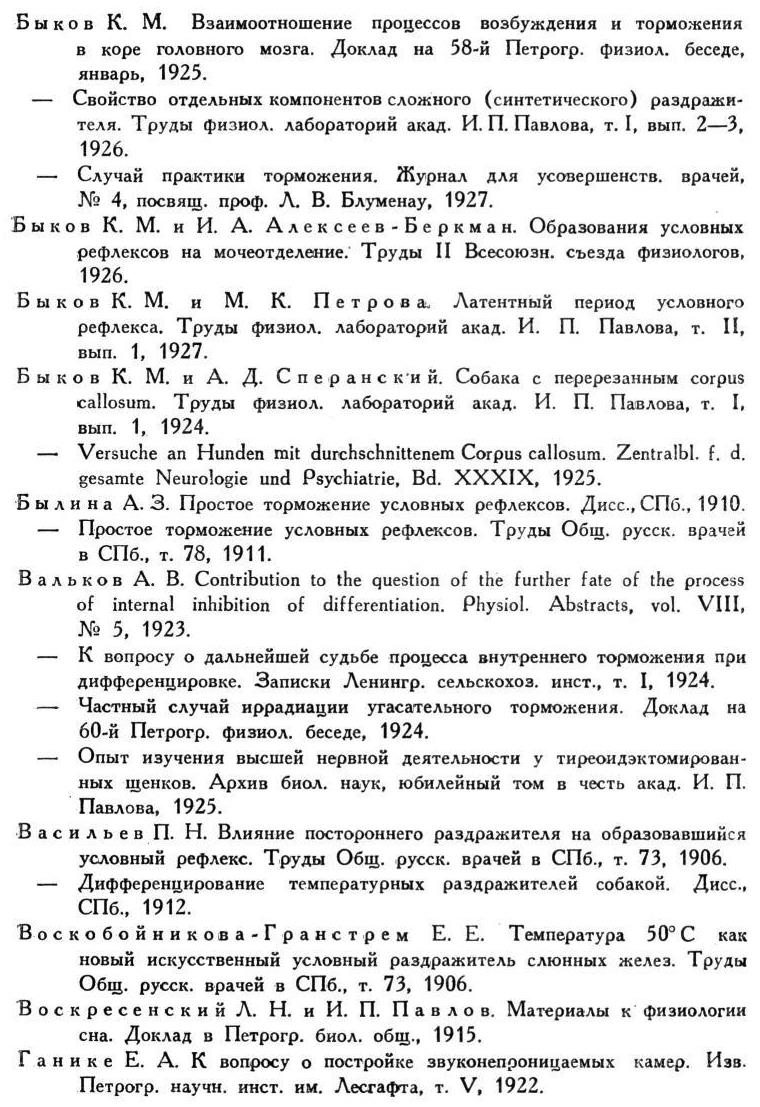 Быков К. М. Взаимоотношение процессов возбуждения и торможения
в коре головного мозга. Доклад на 58-й Петрогр. физиол. беседе,
январь, 1925.
— Свойство отдельных компонентов сложного (синтетического) раздражи-
теля. Труды физиол. лабораторий акад. И. П. Павлова, т. I, вып. 2—3,
1926.
— Случай практики торможения. Журнал для усовершенств. врачей,
№ 4, посвящ. проф. Л. В. Блуменау, 1927.
Быков К. М. и И. А. Алексеев-Беркман. Образования условных
рефлексов на мочеотделение. Труды II Всесоюзн. съезда физиологов,
1926.
Быков К. М. и М. К. Петрова. Латентный период условного
рефлекса. Труды физиол. лабораторий акад. И. П. Павлова, т. II,
вып. 1, 1927.
Быков К. М. и А. Д. Сперанский. Собака с перерезанным corpus
callosum. Труды физиол. лабораторий акад. И. П. Павлова, т. I,
вып. 1, 1924.
— Versuche an Hunden mit durchschnittenem Corpus callosum. Zentralbl. f. d.
gesamte Neurologie und Psychiatrie, Bd. XXXIX, 1925.
Былина А. З. Простое торможение условных рефлексов. Дисс., СПб., 1910.
— Простое торможение условных рефлексов. Труды Общ. русск. врачей
в СПб., т. 78, 1911.
Вальков А. В. Contribution to the question of the further fate of the process
of internal inhibition of differentiation. Physiol. Abstracts, vol. VIII,
№ 5, 1923.
— К вопросу о дальнейшей судьбе процесса внутреннего торможения при
дифференцировке. Записки Ленингр. сельскохоз. инст., т. I, 1924.
— Частный случай иррадиации угасательного торможения. Доклад на
60-й Петрогр. физиол. беседе, 1924.
— Опыт изучения высшей нервной деятельности у тиреоидэктомирован-
ных щенков. Архив биол. наук, юбилейный том в честь акад. И. П.
Павлова, 1925.
Васильев П. Н. Влияние постороннего раздражителя на образовавшийся
условный рефлекс. Труды Общ. русск. врачей в СПб., т. 73, 1906.
— Дифференцирование температурных раздражителей собакой. Дисс.,
СПб., 1912.
Воскобойникова-Гранстрем Е. Е. Температура 50° С как
новый искусственный условный раздражитель слюнных желез. Труды
Общ. русск. врачей в СПб., т. 73, 1906.
Воскресенский Л. Н. и И. П. Павлов. Материалы к физиологии
сна. Доклад в Петрогр. биол. общ., 1915.
Ганике Е. А. К вопросу о постройке звуконепроницаемых камер. Изв.
Петрогр. научн. инст. им. Лесгафта, т. V, 1922.